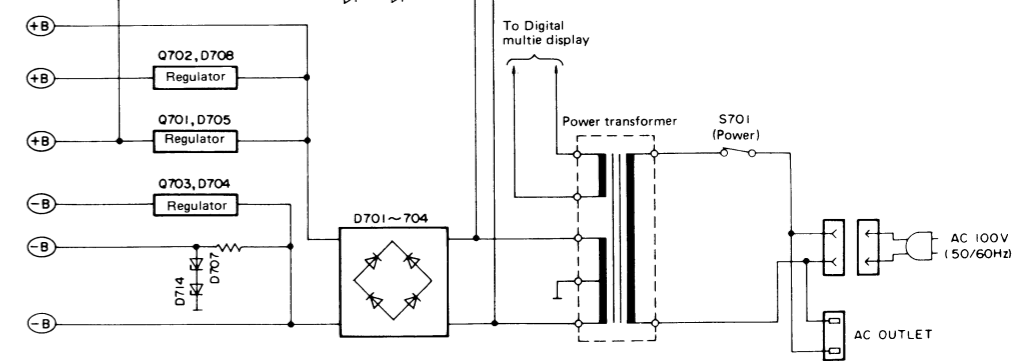 +B
To Digital
multie display
Q702, D708
+B
Regulator
Q701, D705
+B
Regulator
Power transformer
S701
(Power)
Q703, D704
-B
Regulator
D701～704
-B
D714
D707
AC 100V
(50/60Hz)
-B
AC OUTLET